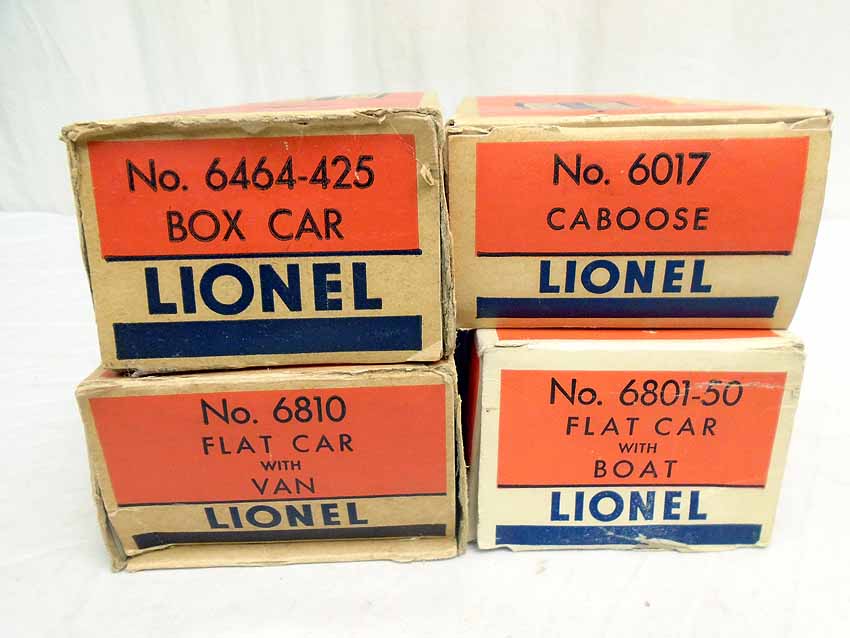 No. 6464-425
BOX CAR
LIONEL
No. 6017
CABOOSE
LIONEL
No. 6810
FLAT CAR
WITH
VAN
LIONEL
No. 6801-50
FLAT CAR
WITH
BOAT
LIONEL